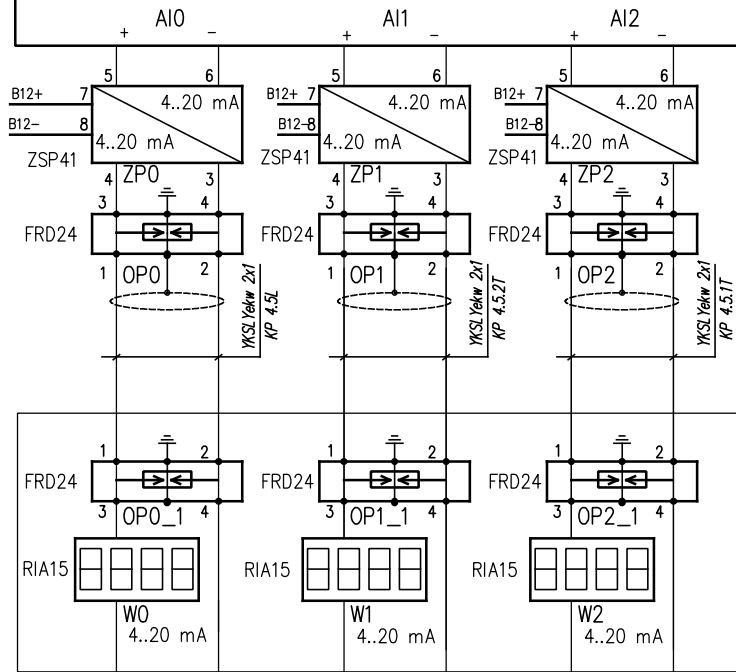 AI0 AI1 AI2
+ - + - + -
5 6 5 6 5 6
B12+ 7 4..20 mA B12+ 7 4..20 mA B12+ 7 4..20 mA
B12- 8 4..20 mA B12-8 4..20 mA B12-8 4..20 mA
ZSP41 ZSP41 ZSP41
4 ZP0 3 4 ZP1 3 4 ZP2 3
3 4 3 4 3 4
FRD24 FRD24 FRD24
1 OP0 2 1 OP1 2 1 OP2 2
YKSLYekw 2x1
KP 4.5L
YKSLYekw 2x1
KP 4.5.2T
YKSLYekw 2x1
KP 4.5.1T
1 2 1 2 1 2
FRD24 FRD24 FRD24
3 OP0_1 4 3 OP1_1 4 3 OP2_1 4
RIA15 RIA15 RIA15
W0 W1 W2
4..20 mA 4..20 mA 4..20 mA